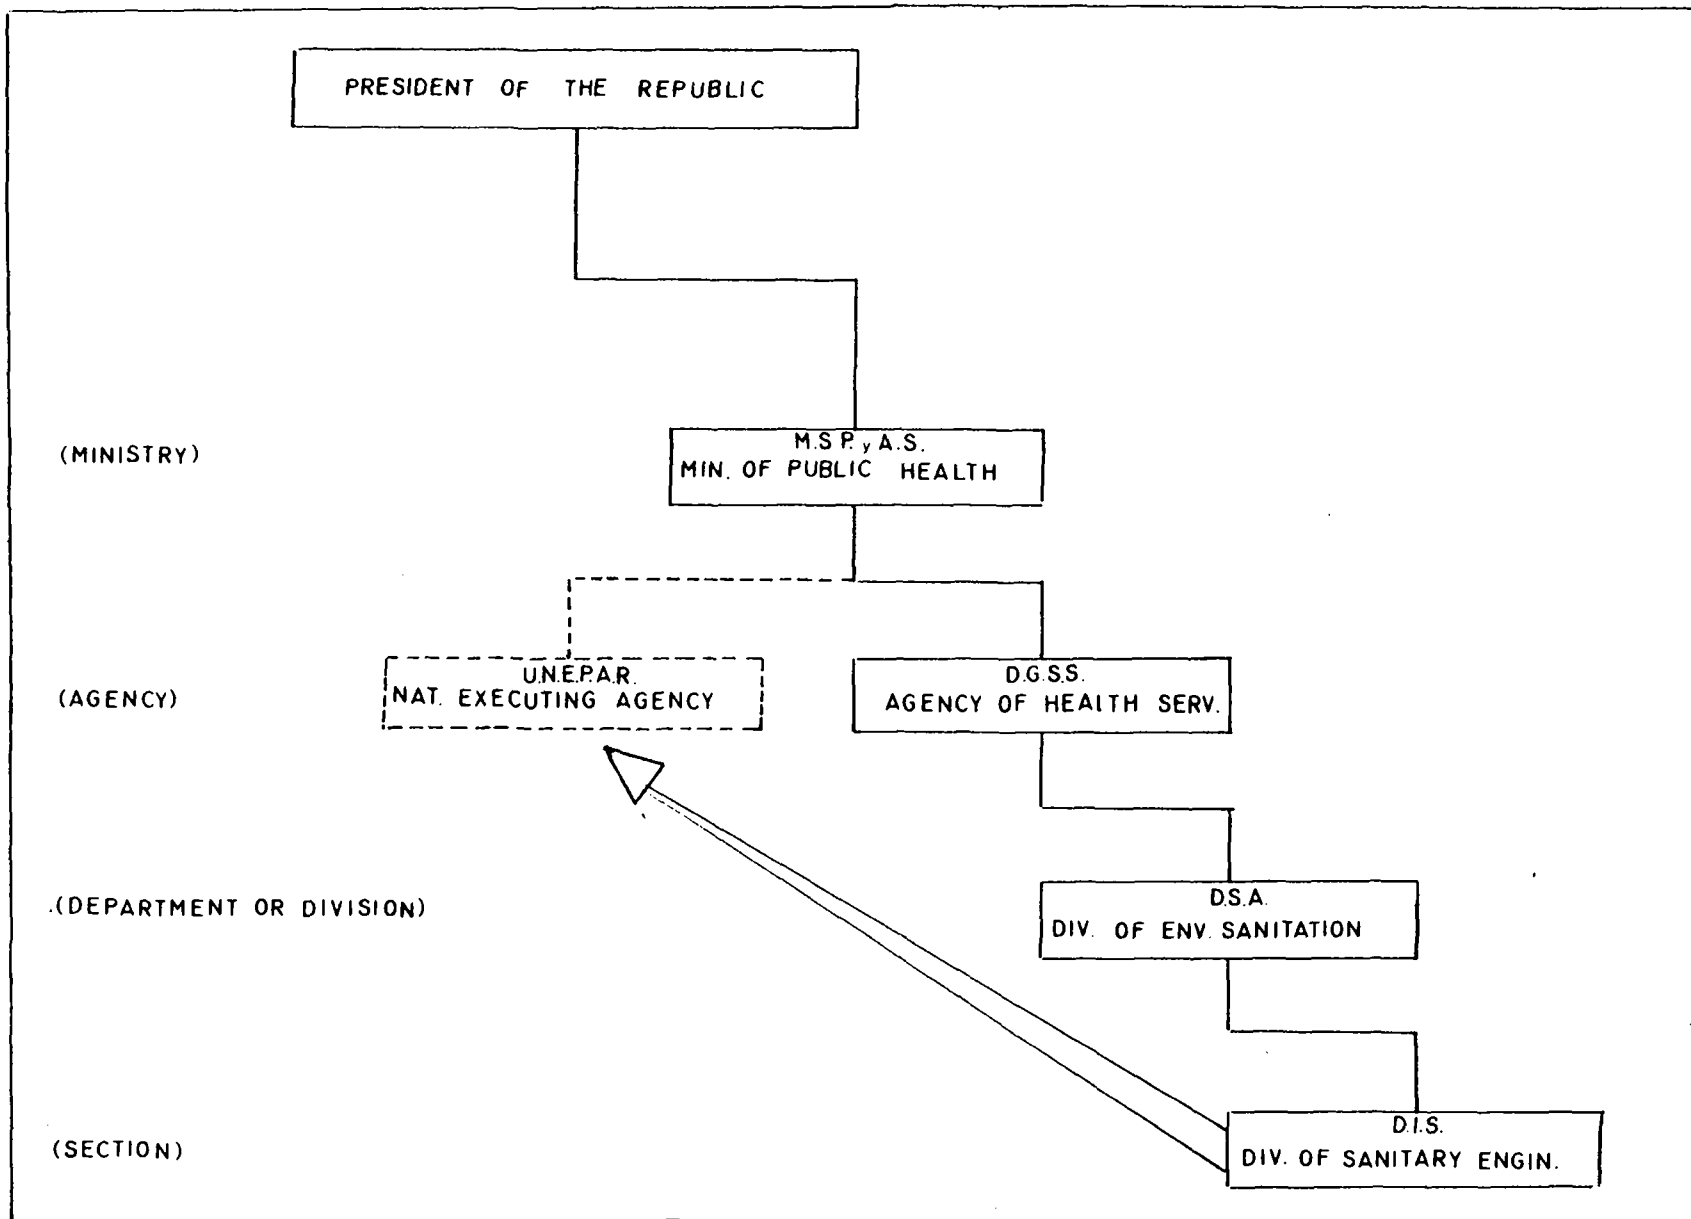 PRESIDENT OF THE REPUBLIC
(MINISTRY)
M.S P. y A.S.
MIN. OF PUBLIC HEALTH
(AGENCY)
U.N.E.P.A.R.
NAT. EXECUTING AGENCY
D.G.S.S.
AGENCY OF HEALTH SERV.
(DEPARTMENT OR DIVISION)
D.S.A.
DIV. OF ENV. SANITATION
(SECTION)
D.I.S.
DIV. OF SANITARY ENGIN.